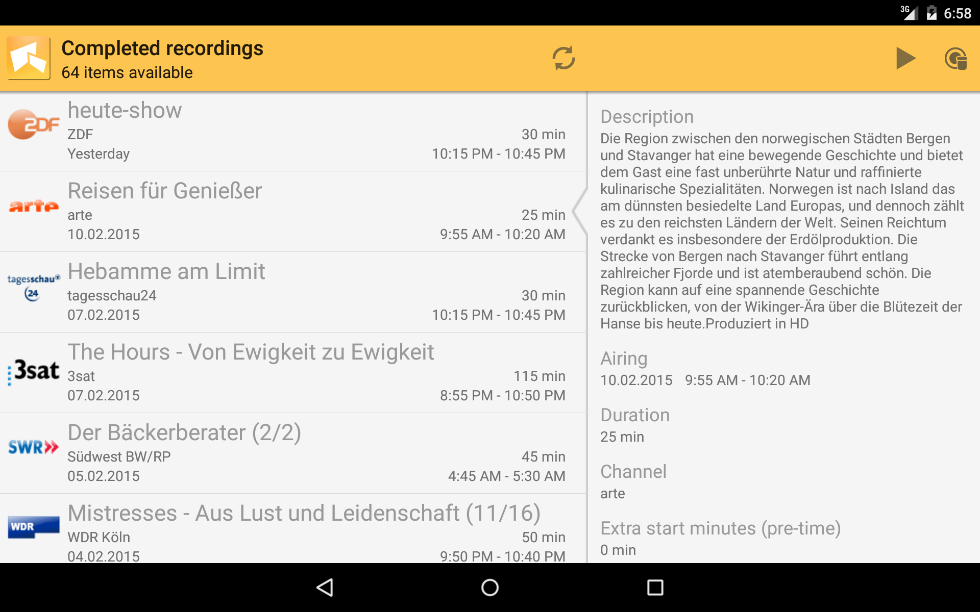 3G 6:58
Completed recordings
64 items available
ZDF
heute-show
ZDF 30 min
Yesterday 10:15 PM - 10:45 PM
arte
Reisen für Genießer
arte 25 min
10.02.2015 9:55 AM - 10:20 AM
tagesschau
24
Hebamme am Limit
tagesschau24 30 min
07.02.2015 10:15 PM - 10:45 PM
3sat
The Hours - Von Ewigkeit zu Ewigkeit
3sat 115 min
07.02.2015 8:55 PM - 10:50 PM
SWR
Der Bäckerberater (2/2)
Südwest BW/RP 45 min
05.02.2015 4:45 AM - 5:30 AM
WDR
Mistresses - Aus Lust und Leidenschaft (11/16)
WDR Köln 50 min
04.02.2015 9:50 PM - 10:40 PM
Description
Die Region zwischen den norwegischen Städten Bergen
und Stavanger hat eine bewegende Geschichte und bietet
dem Gast eine fast unberührte Natur und raffinierte
kulinarische Spezialitäten. Norwegen ist nach Island das
am dünnsten besiedelte Land Europas, und dennoch zählt
es zu den reichsten Ländern der Welt. Seinen Reichtum
verdankt es insbesondere der Erdölproduktion. Die
Strecke von Bergen nach Stavanger führt entlang
zahlreicher Fjorde und ist atemberaubend schön. Die
Region kann auf eine spannende Geschichte
zurückblicken, von der Wikinger-Ära über die Blütezeit der
Hanse bis heute.Produziert in HD
Airing
10.02.2015 9:55 AM - 10:20 AM
Duration
25 min
Channel
arte
Extra start minutes (pre-time)
0 min